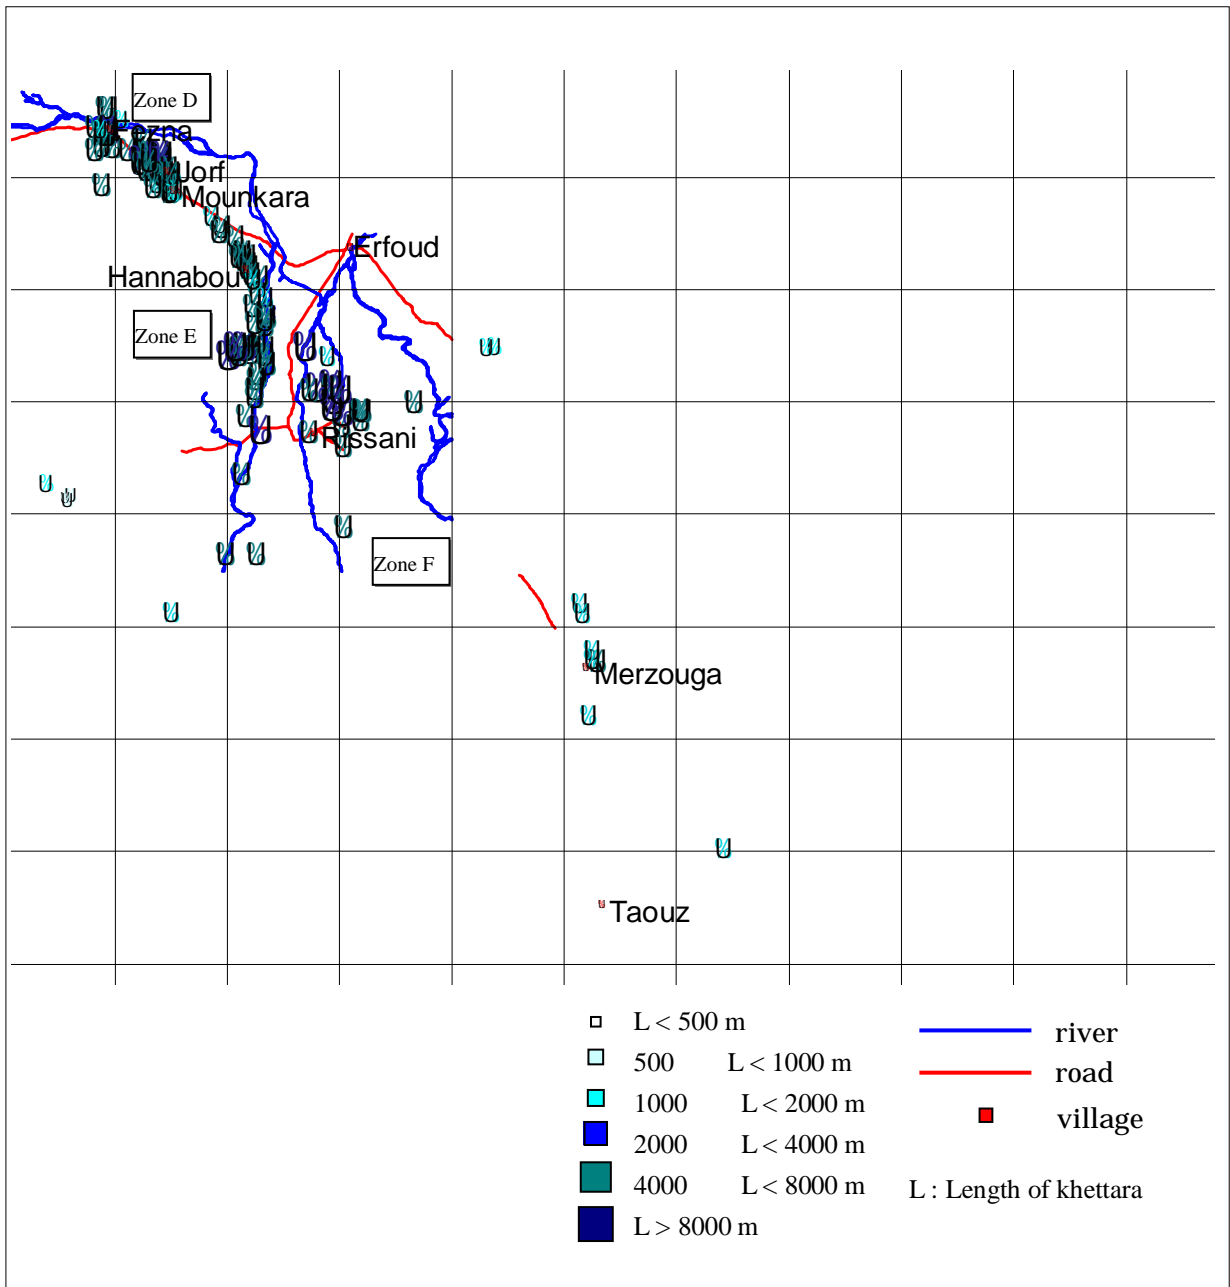 Zone D
Fezna
Jorf
Mounkara
Erfoud
Hannabou
Zone E
Rissani
Zone F
Merzouga
Taouz
L < 500 m
500 L < 1000 m
1000 L < 2000 m
2000 L < 4000 m
4000 L < 8000 m
L > 8000 m
river
road
village
L : Length of khettara